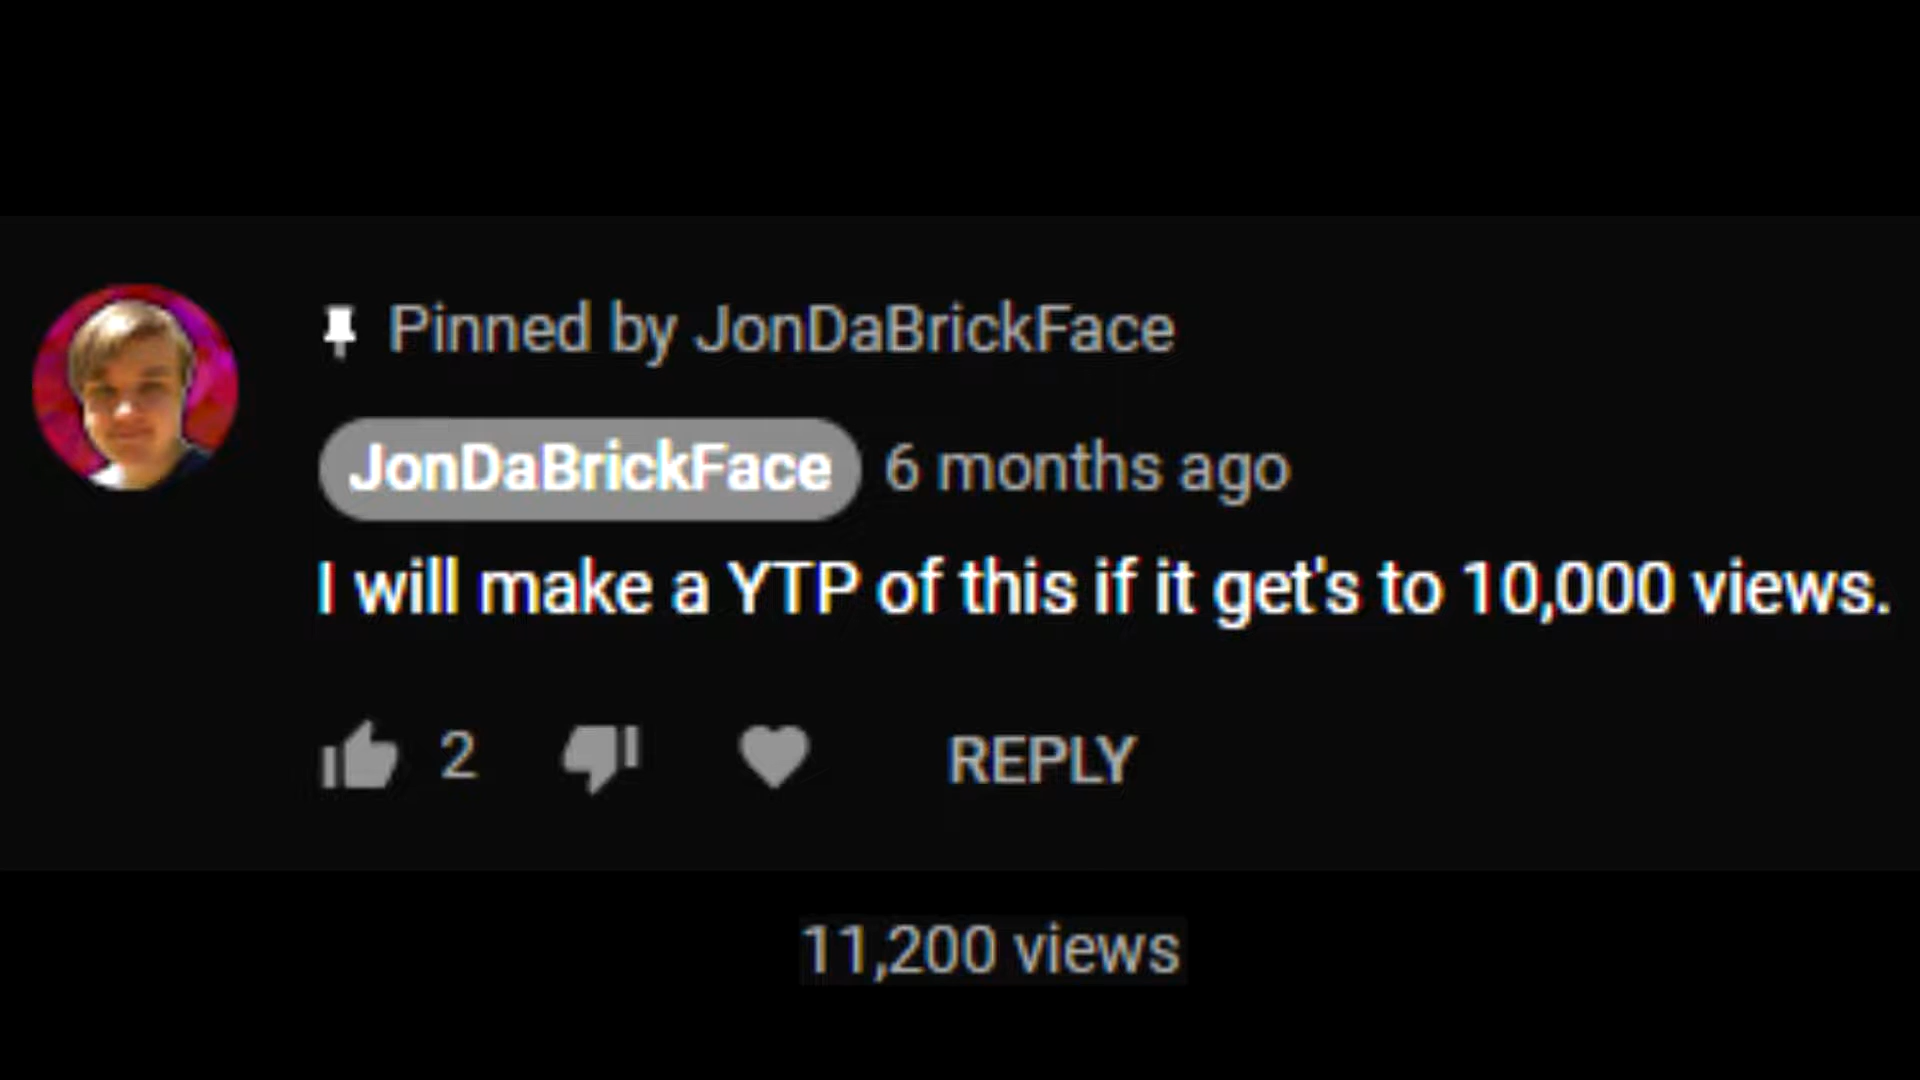 Pinned by JonDaBrickFace
JonDaBrickFace 6 months ago
I will make a YTP of this if it get's to 10,000 views.
2 REPLY
11,200 views